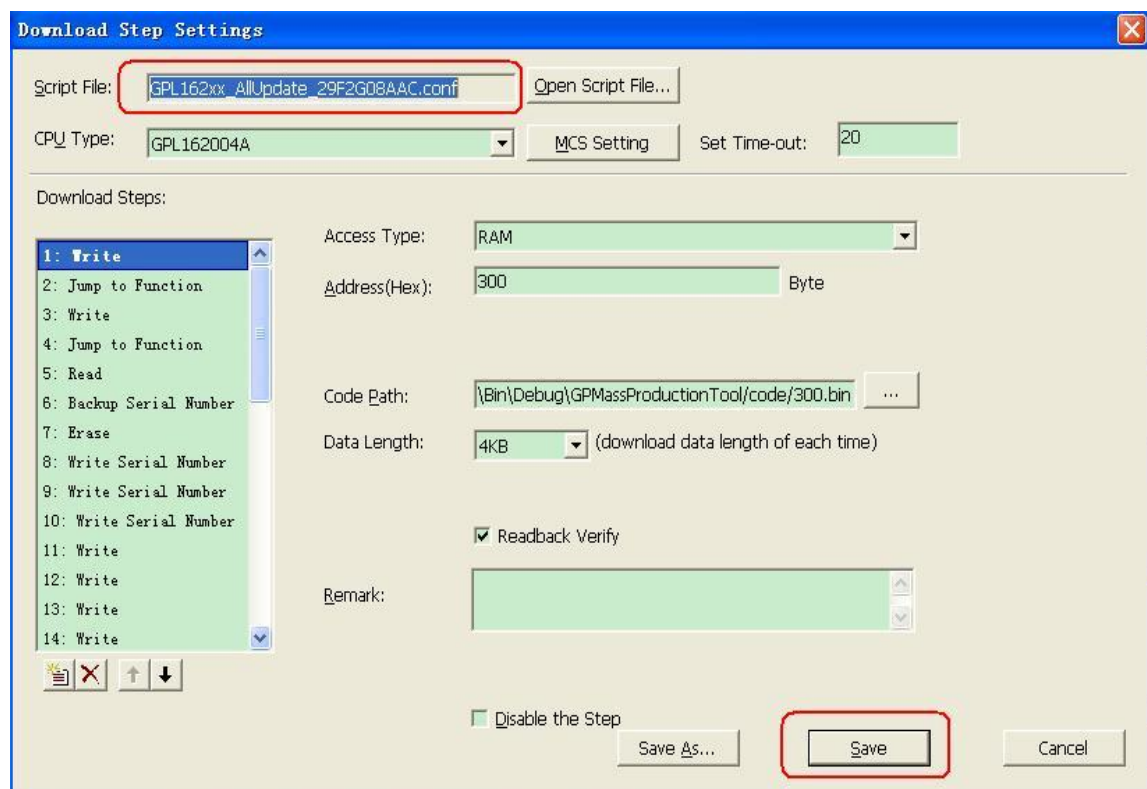 Download Step Settings
Script File: GPL162xx_AllUpdate_29F2G08AAC.conf Open Script File...
CPU Type: GPL162004A MCS Setting Set Time-out: 20
Download Steps:
1: Write
2: Jump to Function
3: Write
4: Jump to Function
5: Read
6: Backup Serial Number
7: Erase
8: Write Serial Number
9: Write Serial Number
10: Write Serial Number
11: Write
12: Write
13: Write
14: Write
Access Type: RAM
Address(Hex): 300 Byte
Code Path: \Bin\Debug\GPMassProductionTool/code/300.bin ...
Data Length: 4KB (download data length of each time)
Readback Verify
Remark:
Disable the Step
Save As... Save Cancel